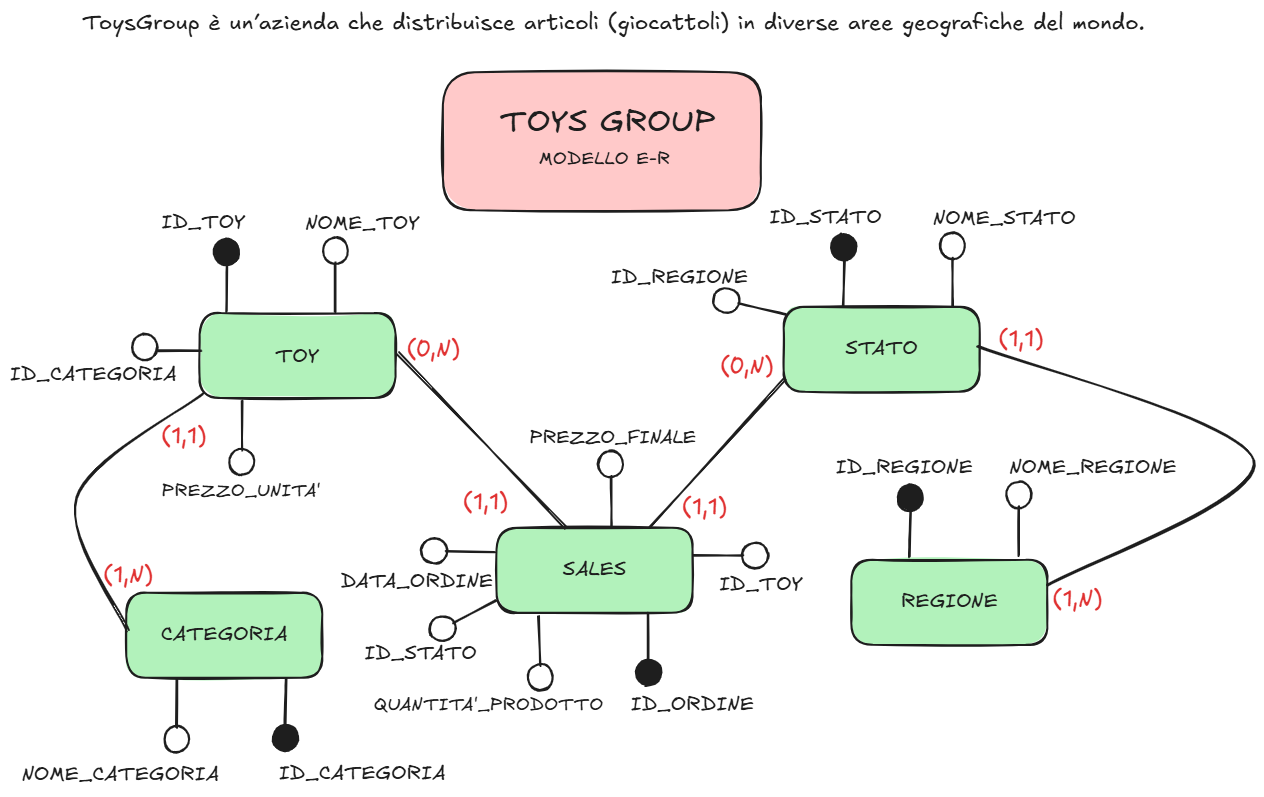 ToysGroup è un'azienda che distribuisce articoli (giocattoli) in diverse aree geografiche del mondo.
TOYS GROUP
MODELLO E-R
ID_TOY
NOME_TOY
ID_STATO
NOME_STATO
ID_REGIONE
TOY
(0,N)
STATO
(1,1)
ID_CATEGORIA
(0,N)
(1,1)
PREZZO_UNITA'
PREZZO_FINALE
ID_REGIONE
NOME_REGIONE
(1,1)
(1,1)
(1,N)
SALES
DATA_ORDINE
ID_TOY
REGIONE
(1,N)
CATEGORIA
ID_STATO
QUANTITA'_PRODOTTO
ID_ORDINE
NOME_CATEGORIA
ID_CATEGORIA